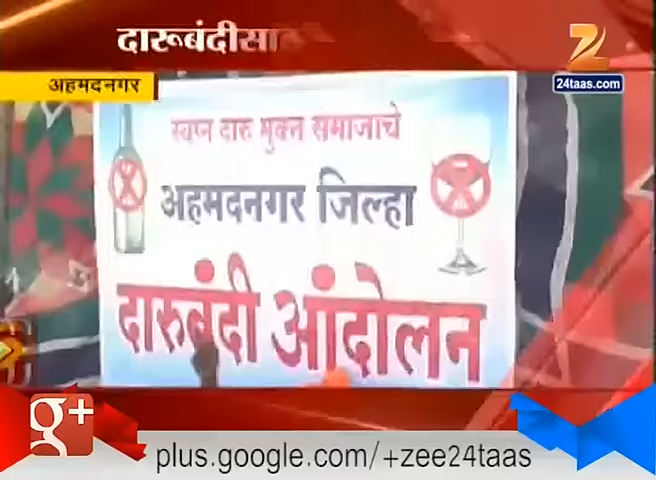 दारूबंदीसा
24taas.com
अहमदनगर
स्वप्न दारु मुक्त समाजाचे
अहमदनगर जिल्हा
दारुबंदी आंदोलन
g+
plus.google.com/+zee24taas